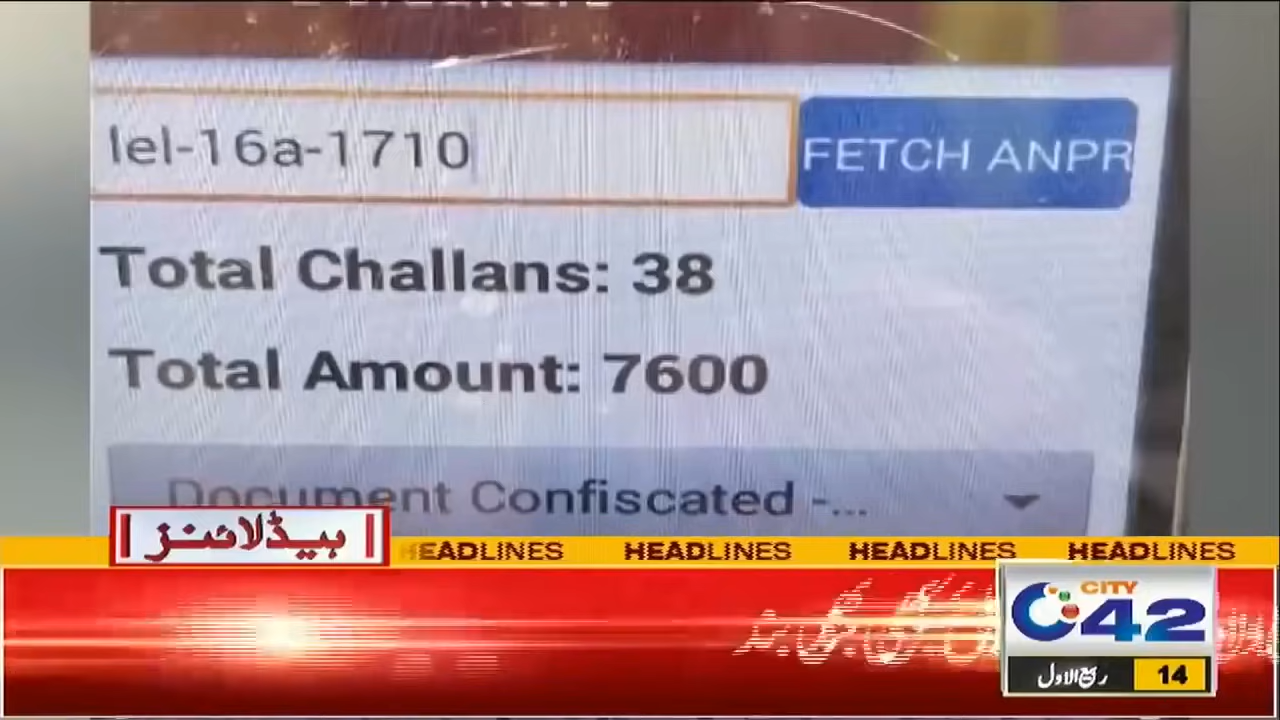 lel-16a-1710
FETCH ANPR
Total Challans: 38
Total Amount: 7600
Document Confiscated -...
ہیڈلائنز
EADLINES HEADLINES HEADLINES HEADLINES
CITY
42
ربیع الاول 14